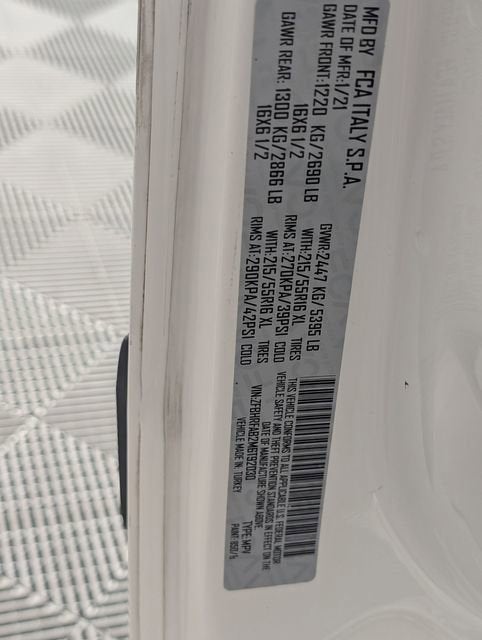 MFD BY FCA ITALY S.P.A.
DATE OF MFR:1/21 GVWR:2447 KG/5395 LB
GAWR FRONT:1220 KG/2690 LB WITH:215/55R16 XL TIRES
16X6 1/2 RIMS AT:270KPA/39PSI COLD
GAWR REAR: 1300 KG/2866 LB WITH:215/55R16 XL TIRES
16X6 1/2 RIMS AT:290KPA/42PSI COLD
THIS VEHICLE CONFORMS TO ALL APPLICABLE U.S. FEDERAL MOTOR
VEHICLE SAFETY AND THEFT PREVENTION STANDARDS IN EFFECT ON THE
DATE OF MANUFACTURE SHOWN ABOVE.
VIN:ZFBHRFAB2M6T92030 TYPE:MPV
MADE IN: TURKEY PAINT: